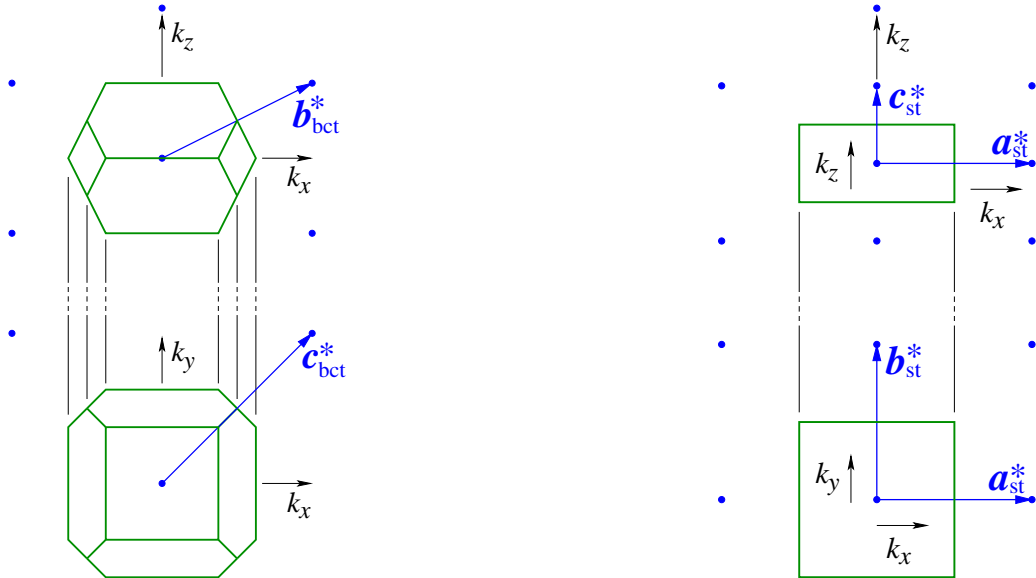 k_z
b*_bct
k_x
k_y
c*_bct
k_x
k_z
c*_st
a*_st
k_z
k_x
b*_st
k_y
a*_st
k_x